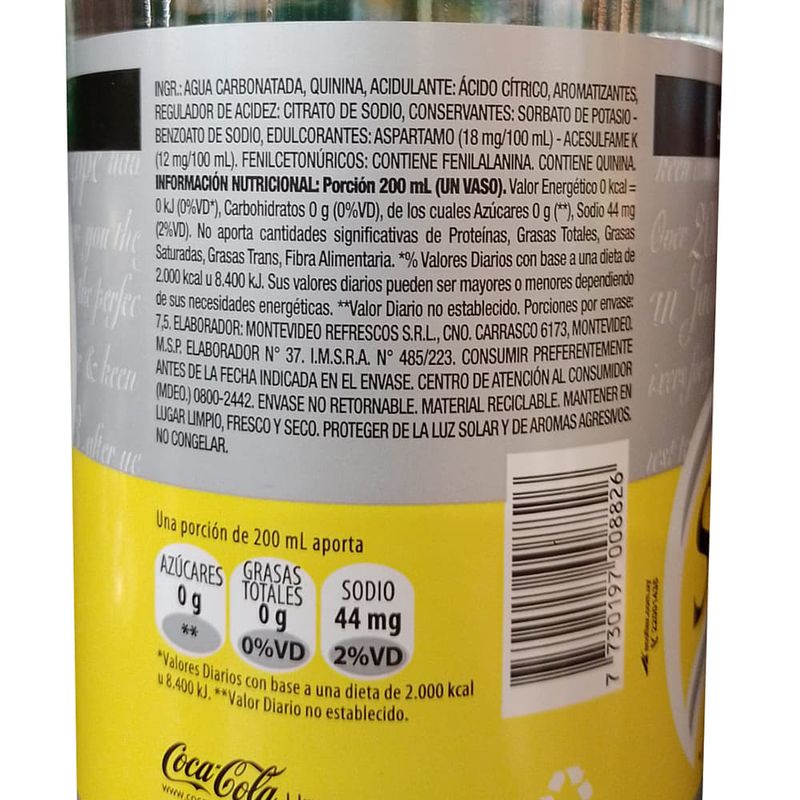 INGR.: AGUA CARBONATADA, QUININA, ACIDULANTE: ÁCIDO CÍTRICO, AROMATIZANTES,
REGULADOR DE ACIDEZ: CITRATO DE SODIO, CONSERVANTES: SORBATO DE POTASIO -
BENZOATO DE SODIO, EDULCORANTES: ASPARTAMO (18 mg/100 mL) - ACESULFAME K
(12 mg/100 mL). FENILCETONÚRICOS: CONTIENE FENILALANINA. CONTIENE QUININA.
INFORMACIÓN NUTRICIONAL: Porción 200 mL (UN VASO). Valor Energético 0 kcal =
0 kJ (0%VD*), Carbohidratos 0 g (0%VD), de los cuales Azúcares 0 g (**), Sodio 44 mg
(2%VD). No aporta cantidades significativas de Proteínas, Grasas Totales, Grasas
Saturadas, Grasas Trans, Fibra Alimentaria. *% Valores Diarios con base a una dieta de
2.000 kcal u 8.400 kJ. Sus valores diarios pueden ser mayores o menores dependiendo
de sus necesidades energéticas. **Valor Diario no establecido. Porciones por envase:
7,5. ELABORADOR: MONTEVIDEO REFRESCOS S.R.L., CNO. CARRASCO 6173, MONTEVIDEO.
M.S.P. ELABORADOR N° 37. I.M.S.R.A. N° 485/223. CONSUMIR PREFERENTEMENTE
ANTES DE LA FECHA INDICADA EN EL ENVASE. CENTRO DE ATENCIÓN AL CONSUMIDOR
(MDEO.) 0800-2442. ENVASE NO RETORNABLE. MATERIAL RECICLABLE. MANTENER EN
LUGAR LIMPIO, FRESCO Y SECO. PROTEGER DE LA LUZ SOLAR Y DE AROMAS AGRESIVOS.
NO CONGELAR.
Una porción de 200 mL aporta
AZÚCARES
0 g
**
GRASAS
TOTALES
0 g
0%VD
SODIO
44 mg
2%VD
*Valores Diarios con base a una dieta de 2.000 kcal
u 8.400 kJ. **Valor Diario no establecido.
7 730197 008826
Coca-Cola
you the
perfec
& keen
after
Over